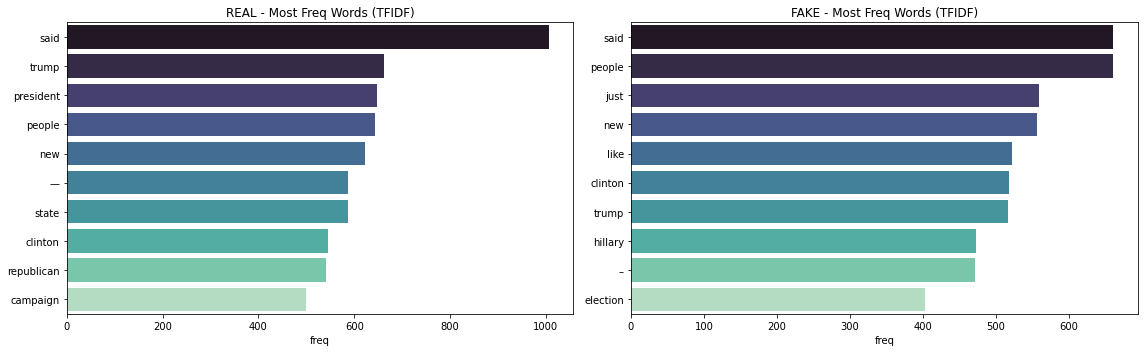 REAL - Most Freq Words (TFIDF)
said
trump
president
people
new
—
state
clinton
republican
campaign
0 200 400 600 800 1000
freq
FAKE - Most Freq Words (TFIDF)
said
people
just
new
like
clinton
trump
hillary
–
election
0 100 200 300 400 500 600
freq